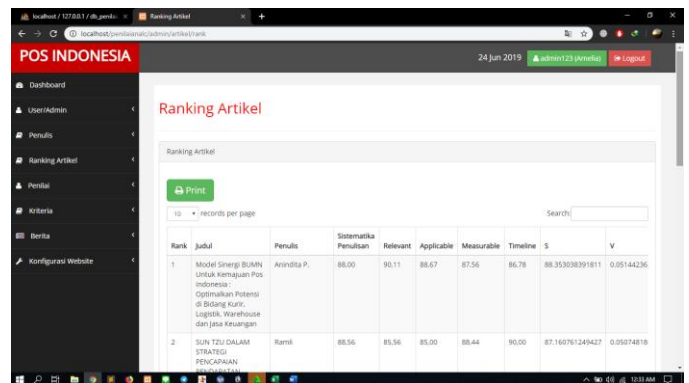 localhost / 127.0.0.1 / db_penilai
Ranking Artikel
localhost/penilaianalc/admin/artikel/rank
POS INDONESIA
24 Jun 2019
admin123 (Amelia)
Logout
Dashboard
User/Admin
Penulis
Ranking Artikel
Penilai
Kriteria
Berita
Konfigurasi Website
Ranking Artikel
Ranking Artikel
Print
10 records per page
Search:
Rank Judul Penulis Sistematika Penulisan Relevant Applicable Measurable Timeline S V
1 Model Sinergi BUMN Anindita P. 88.00 90.11 88.67 87.56 86.78 88.353038391811 0.05144236
Untuk Kemajuan Pos
Indonesia :
Optimalkan Potensi
di Bidang Kurir,
Logistik, Warehouse
dan Jasa Keuangan
2 SUN TZU DALAM Ramli 88.56 85.56 85.00 88.44 90.00 87.160761249427 0.05074818
STRATEGI
PENCAPAIAN
PENDAPATAN
12:33 AM